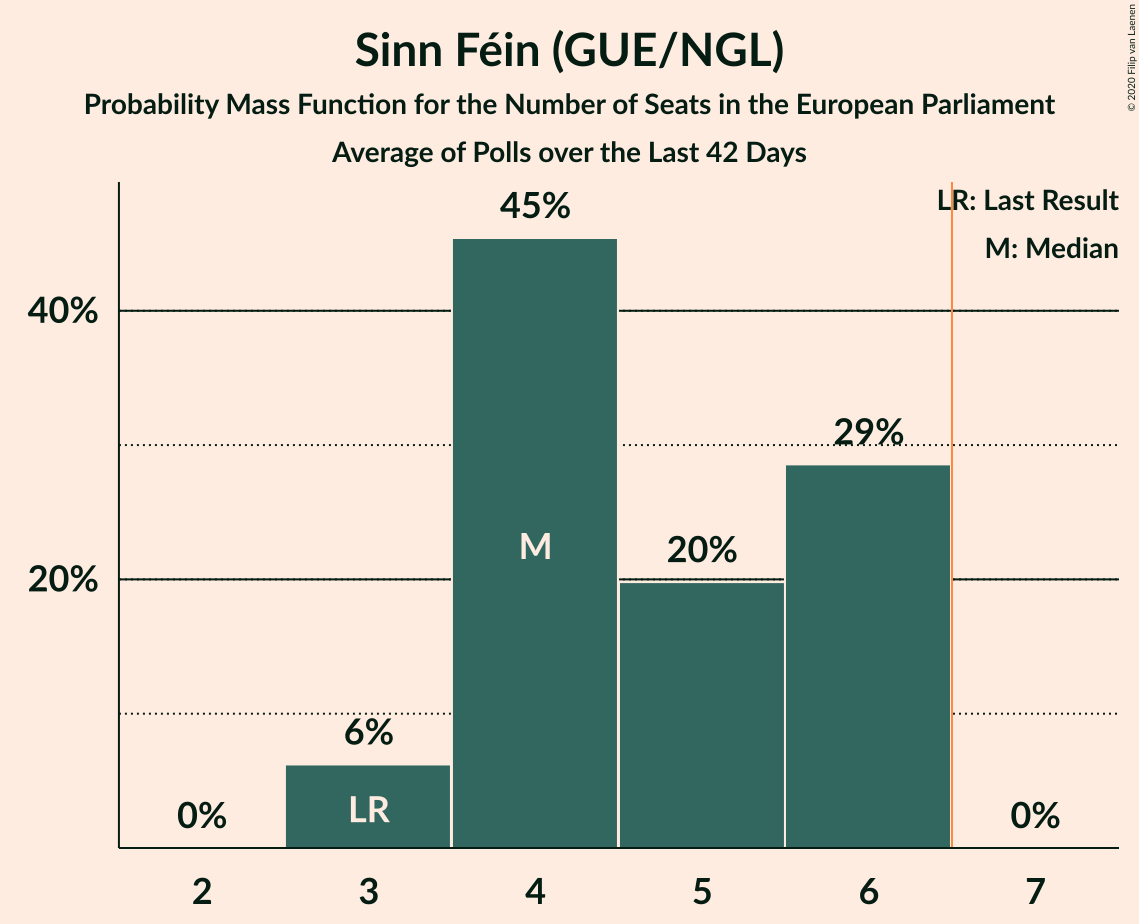 Sinn Féin (GUE/NGL)
Probability Mass Function for the Number of Seats in the European Parliament
Average of Polls over the Last 42 Days
© 2020 Filip van Laenen
LR: Last Result
M: Median
45%
40%
29%
M
20%
20%
6%
LR
0%
0%
2 3 4 5 6 7